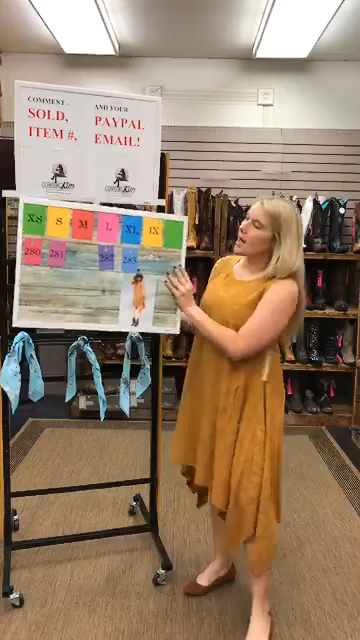 COMMENT -
SOLD,
ITEM #,
AND YOUR
PAYPAL
EMAIL!
XS S M L XL 1X
280 281 282 283